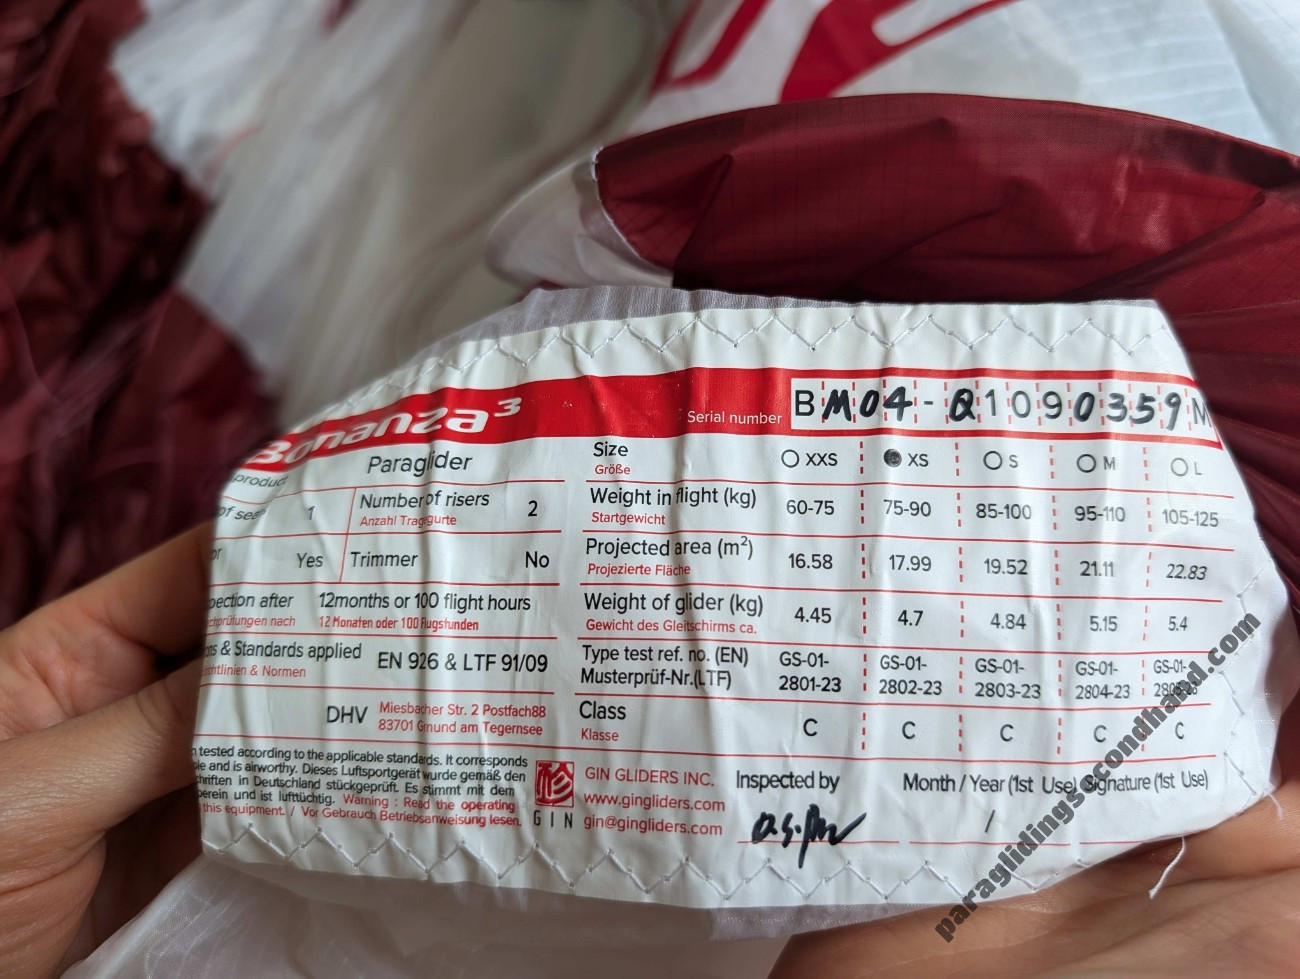 Bonanza³
Serial number BM04-Q1090359M
product Paraglider
of seats 1
Number of risers 2
Anzahl Tragegurte
Yes
Trimmer No
inspection after 12months or 100 flight hours
12 Monaten oder 100 Flugstunden
& Standards applied EN 926 & LTF 91/09
Richtlinien & Normen
DHV Miesbacher Str. 2 Postfach88
83701 Gmund am Tegernsee
tested according to the applicable standards. It corresponds
and is airworthy. Dieses Luftsportgerät wurde gemäß den
in Deutschland stückgeprüft. Es stimmt mit dem
überein und ist lufttüchtig. Warning : Read the operating
this equipment. / Vor Gebrauch Betriebsanweisung lesen.
Size XXS XS S M L
Größe
Weight in flight (kg) 60-75 75-90 85-100 95-110 105-125
Startgewicht
Projected area (m²) 16.58 17.99 19.52 21.11 22.83
Projezierte Fläche
Weight of glider (kg) 4.45 4.7 4.84 5.15 5.4
Gewicht des Gleitschirms ca.
Type test ref. no. (EN) GS-01- GS-01- GS-01- GS-01- GS-01-
Musterprüf-Nr.(LTF) 2801-23 2802-23 2803-23 2804-23
Class C C C C C
Klasse
GIN
GIN GLIDERS INC.
www.gingliders.com
gin@gingliders.com
Inspected by Month / Year (1st Use) Signature (1st Use)
/
paraglidingsecondhand.com